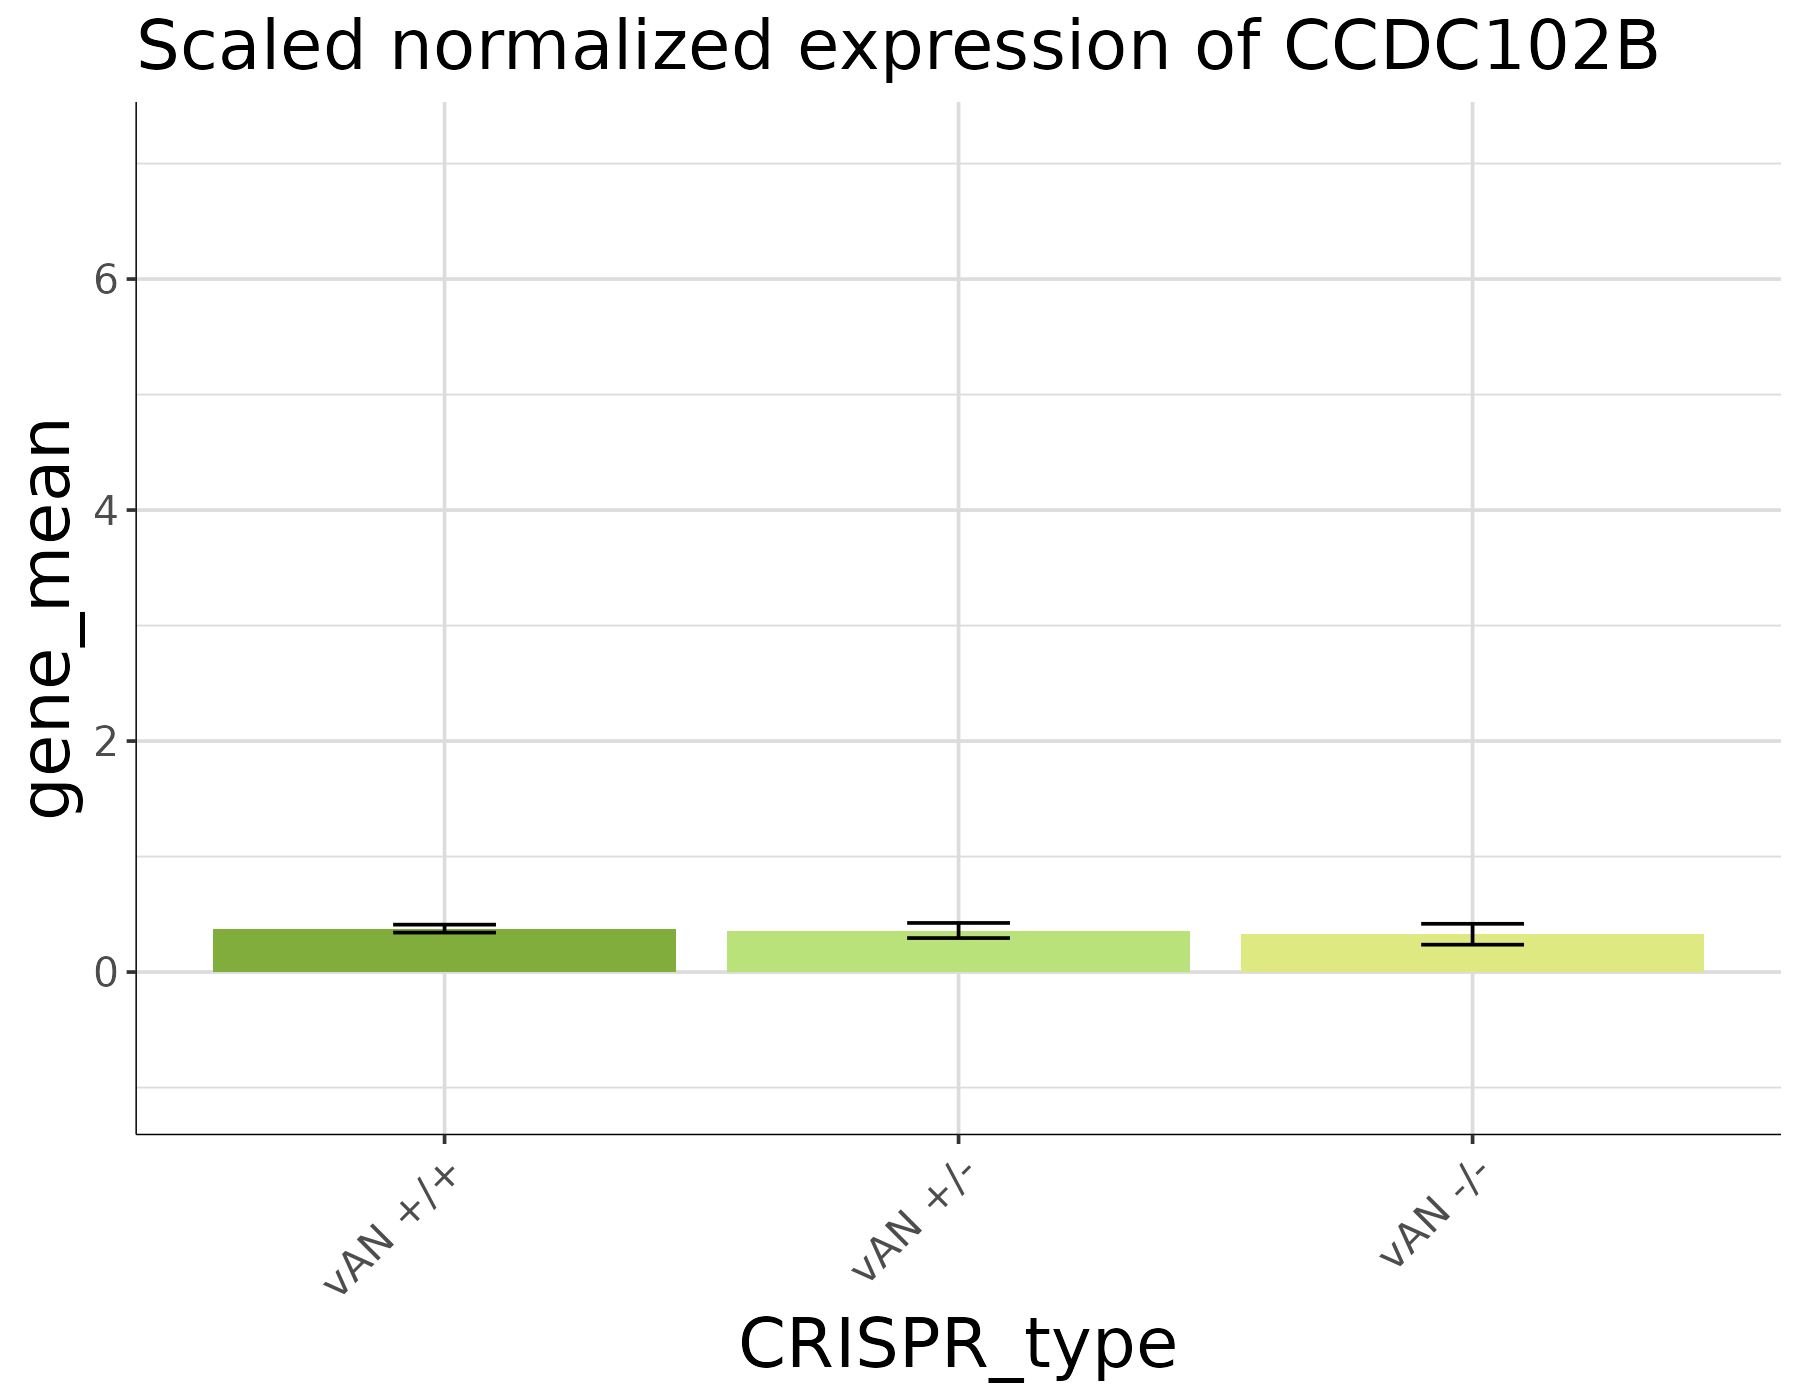 Scaled normalized expression of CCDC102B
gene_mean
6
4
2
0
vAN +/+
vAN +/-
vAN -/-
CRISPR_type